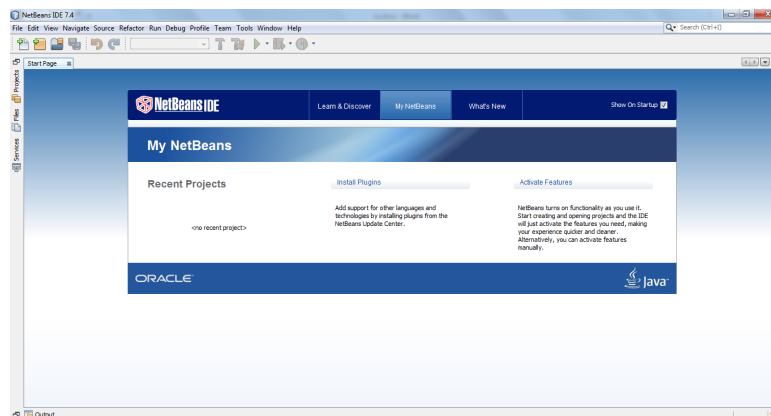 NetBeans IDE 7.4
File Edit View Navigate Source Refactor Run Debug Profile Team Tools Window Help
Search (Ctrl+I)
Start Page
Projects
Files
Services
NetBeans IDE
Learn & Discover
My NetBeans
What's New
Show On Startup
My NetBeans
Recent Projects
<no recent project>
Install Plugins
Add support for other languages and
technologies by installing plugins from the
NetBeans Update Center.
Activate Features
NetBeans turns on functionality as you use it.
Start creating and opening projects and the IDE
will just activate the features you need, making
your experience quicker and cleaner.
Alternatively, you can activate features
manually.
ORACLE
Java
Output